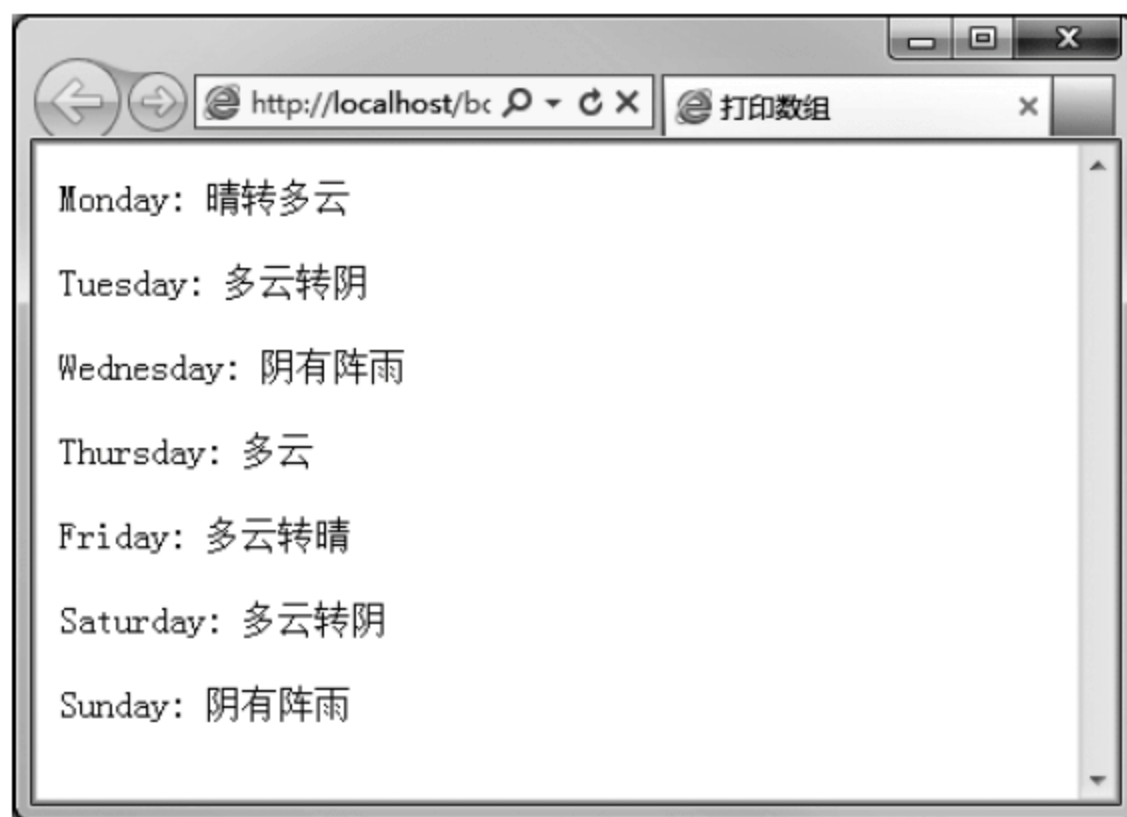 http://localhost/bc
打印数组
Monday: 晴转多云
Tuesday: 多云转阴
Wednesday: 阴有阵雨
Thursday: 多云
Friday: 多云转晴
Saturday: 多云转阴
Sunday: 阴有阵雨